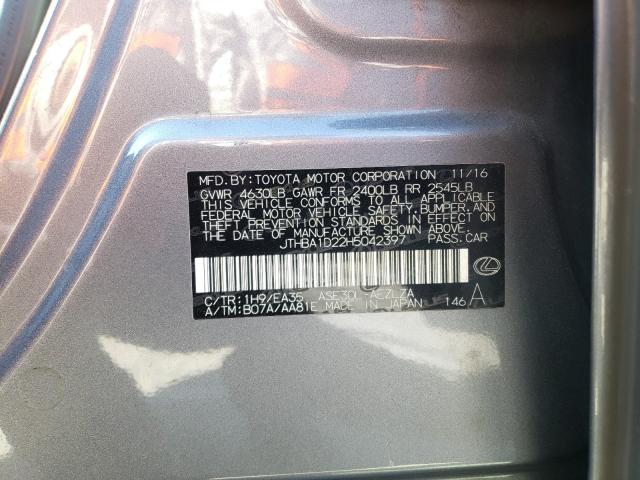 MFD.BY:TOYOTA MOTOR CORPORATION 11/16
GVWR 4630LB GAWR FR 2400LB RR 2545LB
THIS VEHICLE CONFORMS TO ALL APPLICABLE
FEDERAL MOTOR VEHICLE SAFETY, BUMPER, AND
THEFT PREVENTION STANDARDS IN EFFECT ON
THE DATE OF MANUFACTURE SHOWN ABOVE.
JTHBA1D22H5042397 PASS.CAR
C/TR:1H9/EA35 ASE30L-AEZLZA
A/TM:B07A/AA81E MADE IN JAPAN 146 A